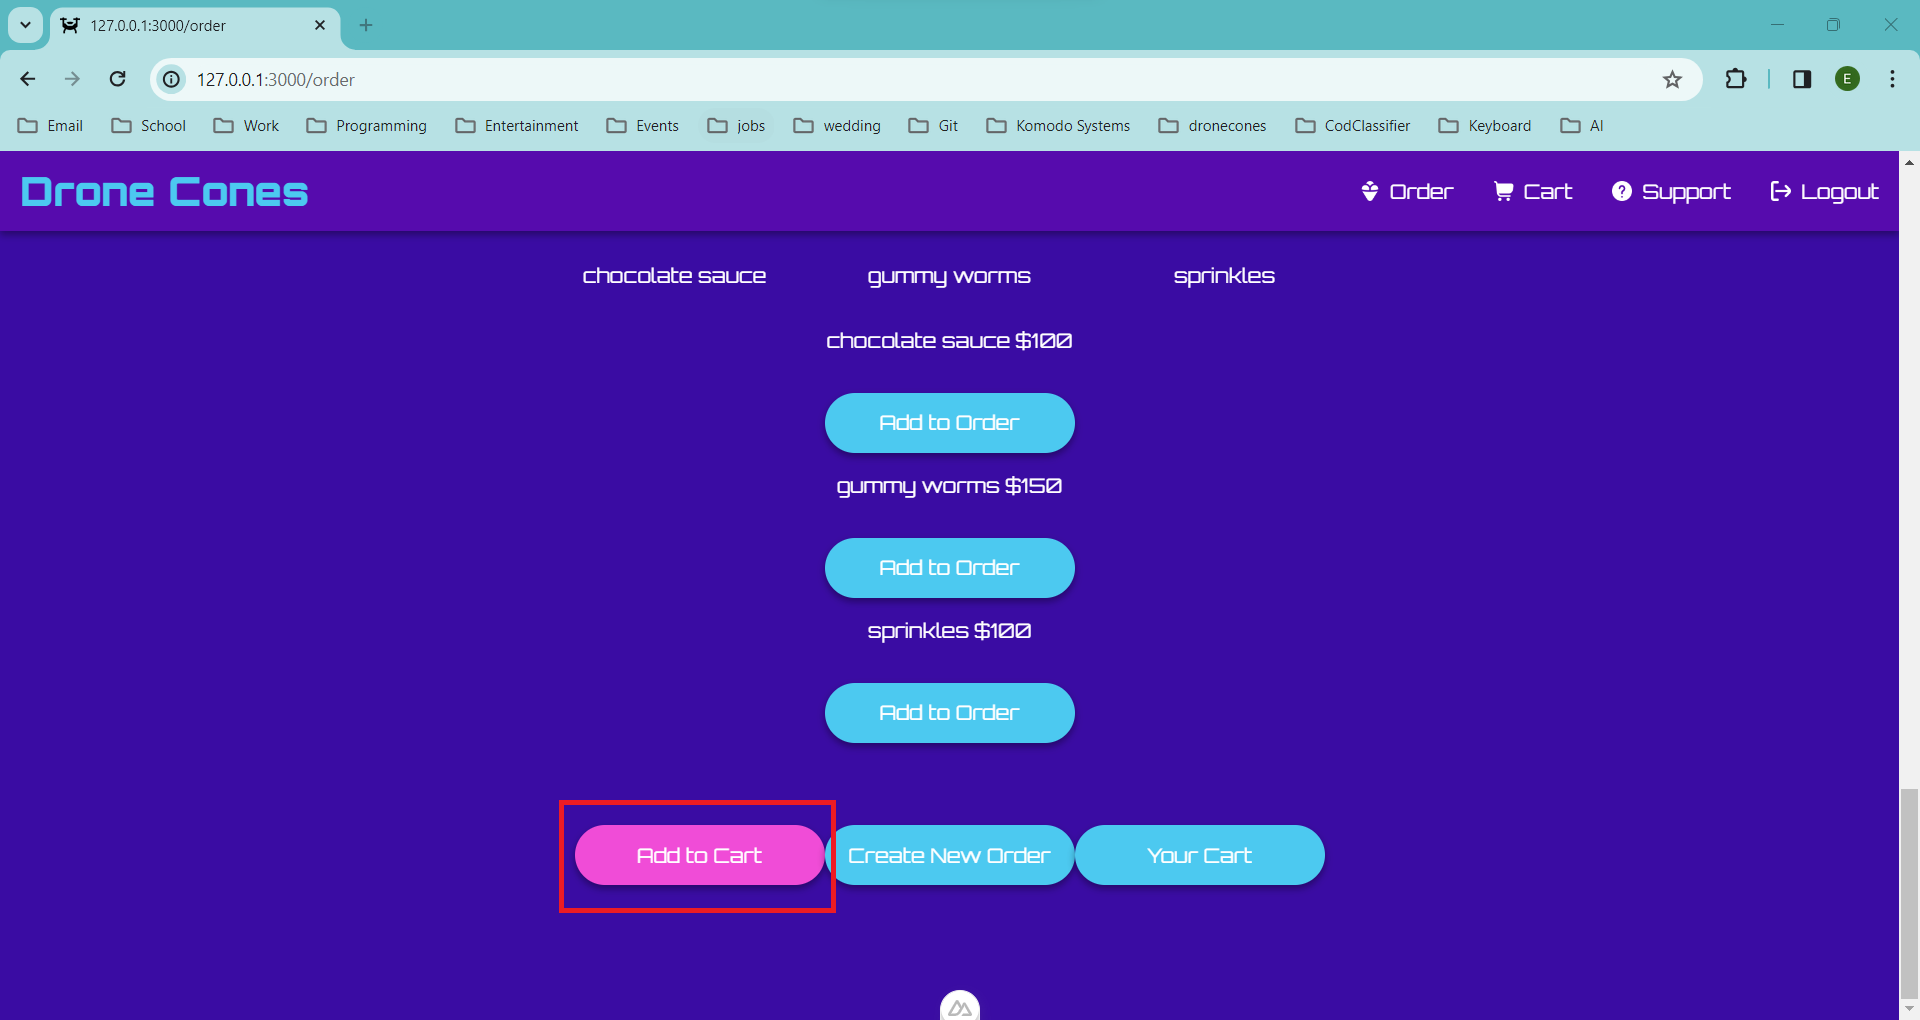 127.0.0.1:3000/order
127.0.0.1:3000/order
E
Email School Work Programming Entertainment Events jobs wedding Git Komodo Systems dronecones CodClassifier Keyboard AI
Drone Cones Order Cart Support Logout
chocolate sauce gummy worms sprinkles
chocolate sauce $100
Add to Order
gummy worms $150
Add to Order
sprinkles $100
Add to Order
Add to Cart Create New Order Your Cart